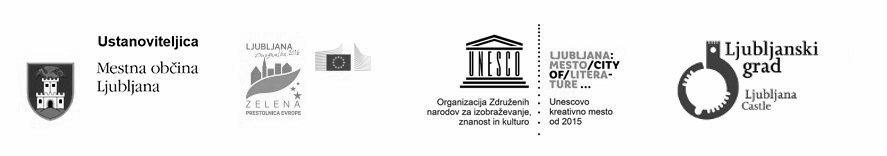 Ustanoviteljica
Mestna občina
Ljubljana
LJUBLJANA
ZELENA
PRESTOLNICA EVROPE
UNESCO
Organizacija Združenih
narodov za izobraževanje,
znanost in kulturo
LJUBLJANA:
MESTO/CITY
OF/LITERA-
TURE ...
Unescovo
kreativno mesto
od 2015
Ljubljanski
grad
Ljubljana
Castle